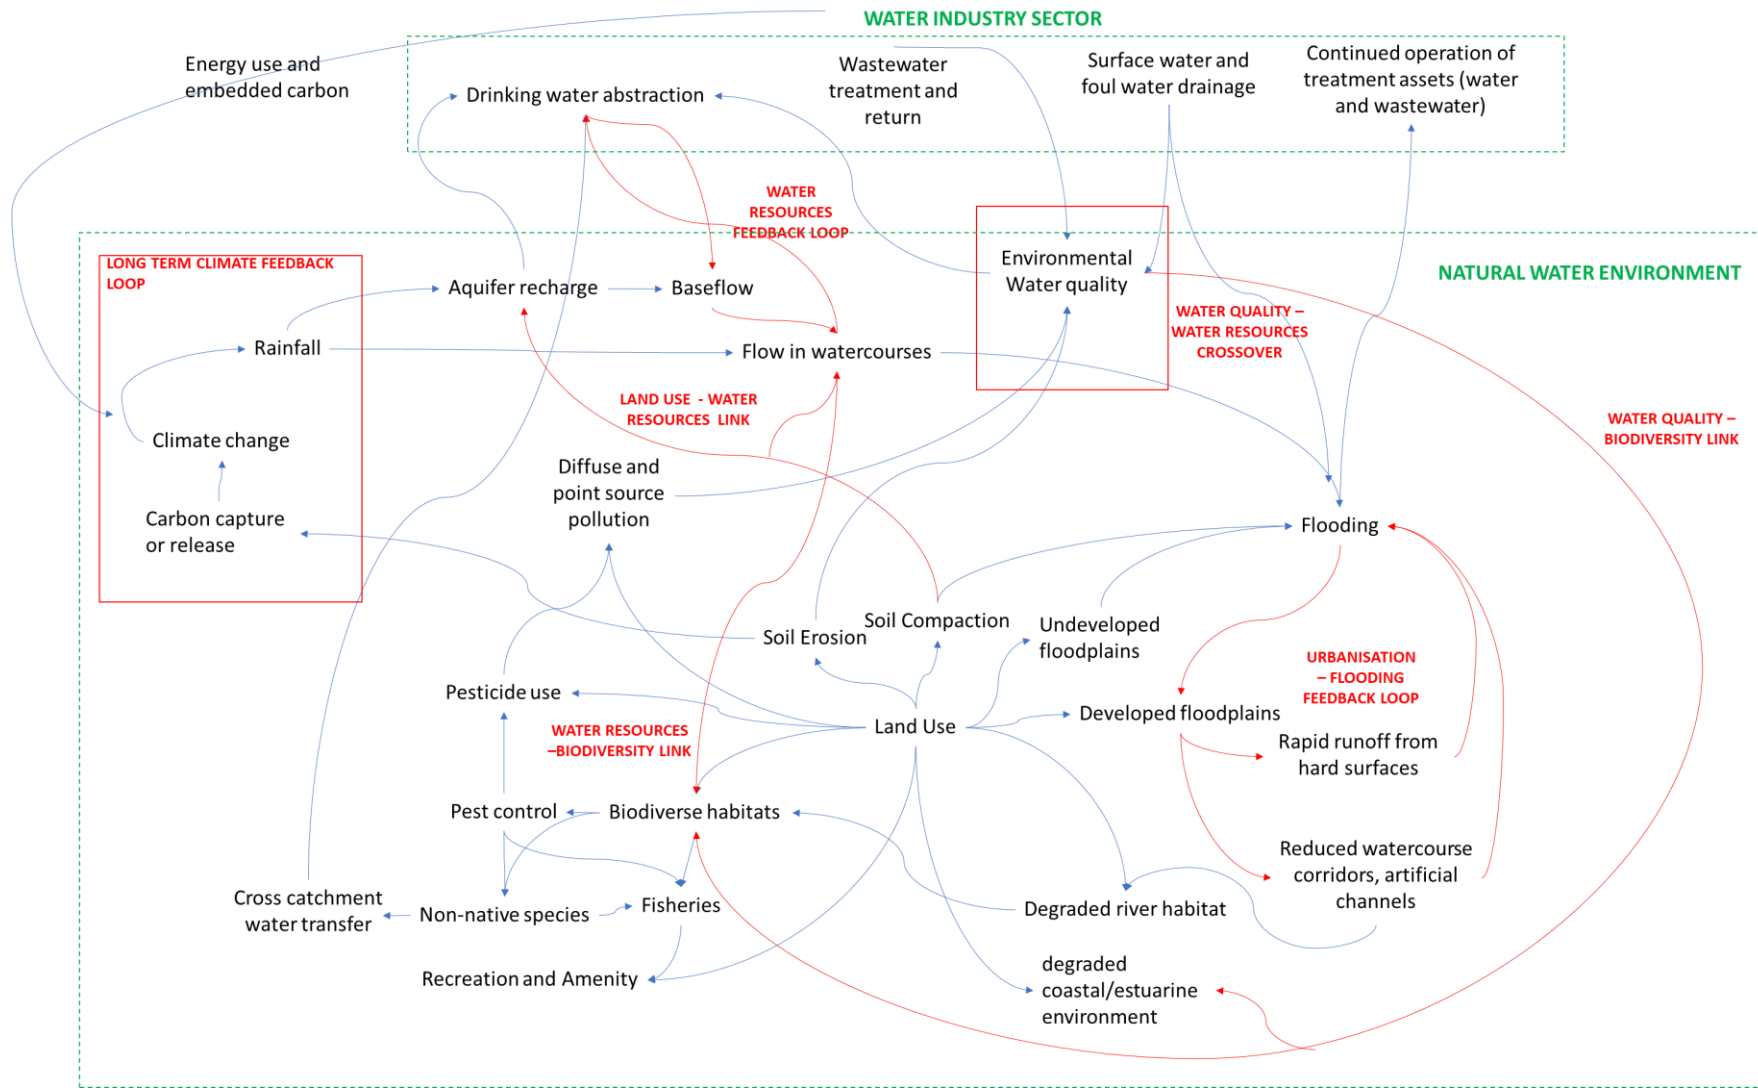 WATER INDUSTRY SECTOR
Energy use and
embedded carbon
Drinking water abstraction
Wastewater
treatment and
return
Surface water and
foul water drainage
Continued operation of
treatment assets (water
and wastewater)
WATER
RESOURCES
FEEDBACK LOOP
LONG TERM CLIMATE FEEDBACK
LOOP
Aquifer recharge
Baseflow
Environmental
Water quality
NATURAL WATER ENVIRONMENT
WATER QUALITY –
WATER RESOURCES
CROSSOVER
Rainfall
Flow in watercourses
LAND USE - WATER
RESOURCES LINK
WATER QUALITY –
BIODIVERSITY LINK
Climate change
Diffuse and
point source
pollution
Carbon capture
or release
Flooding
Soil Erosion
Soil Compaction
Undeveloped
floodplains
URBANISATION
– FLOODING
FEEDBACK LOOP
Pesticide use
WATER RESOURCES
–BIODIVERSITY LINK
Land Use
Developed floodplains
Rapid runoff from
hard surfaces
Pest control
Biodiverse habitats
Reduced watercourse
corridors, artificial
channels
Cross catchment
water transfer
Non-native species
Fisheries
Degraded river habitat
Recreation and Amenity
degraded
coastal/estuarine
environment